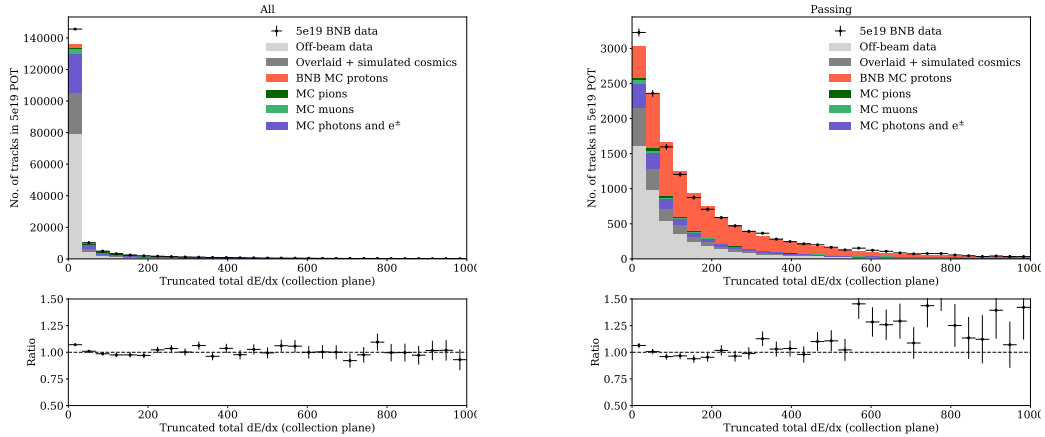 All
No. of tracks in 5e19 POT
140000
120000
100000
80000
60000
40000
20000
0
5e19 BNB data
Off-beam data
Overlaid + simulated cosmics
BNB MC protons
MC pions
MC muons
MC photons and e±
0 200 400 600 800 1000
Truncated total dE/dx (collection plane)
Ratio
1.50
1.25
1.00
0.75
0.50
0 200 400 600 800 1000
Truncated total dE/dx (collection plane)
Passing
No. of tracks in 5e19 POT
3000
2500
2000
1500
1000
500
0
5e19 BNB data
Off-beam data
Overlaid + simulated cosmics
BNB MC protons
MC pions
MC muons
MC photons and e±
0 200 400 600 800 1000
Truncated total dE/dx (collection plane)
Ratio
1.50
1.25
1.00
0.75
0.50
0 200 400 600 800 1000
Truncated total dE/dx (collection plane)